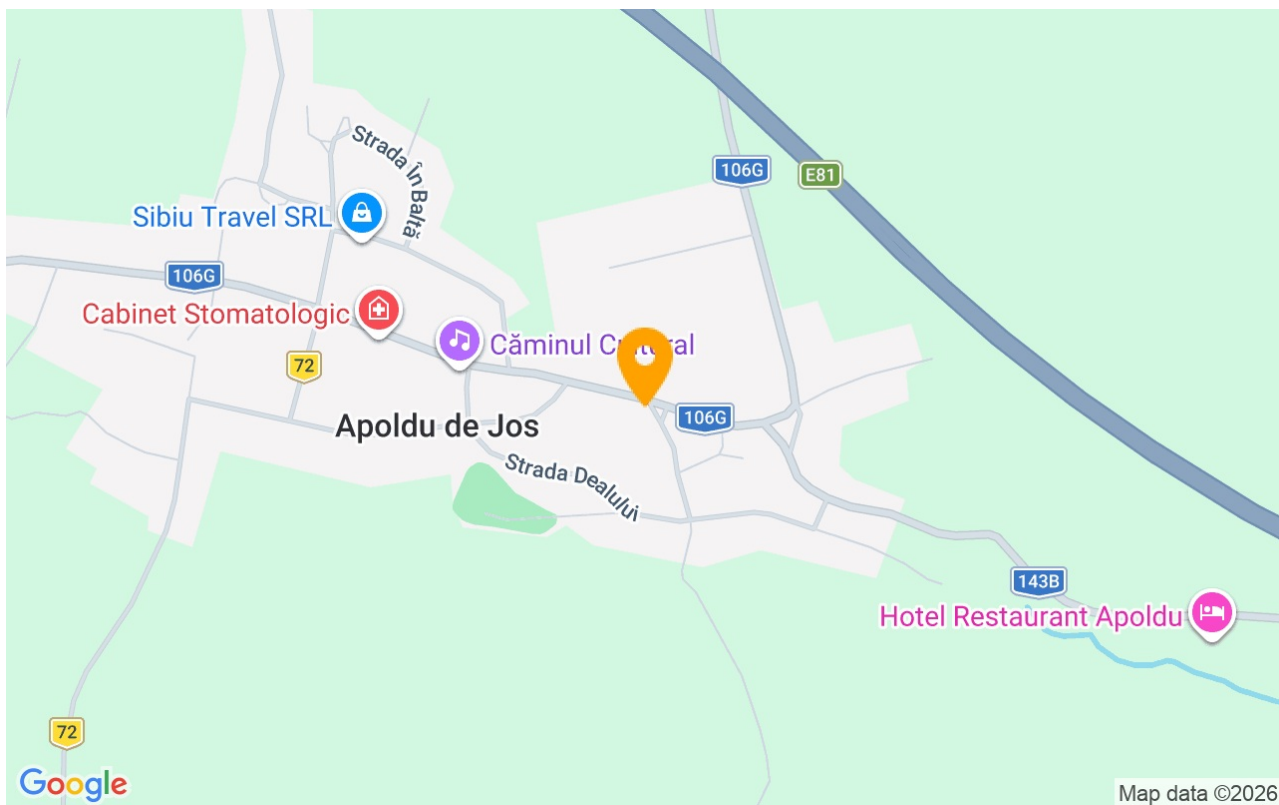 106G
E81
Strada În Baltă
Sibiu Travel SRL
106G
Cabinet Stomatologic
Căminul Cultural
72
106G
Apoldu de Jos
Strada Dealului
143B
Hotel Restaurant Apoldu
72
Google
Map data ©2026